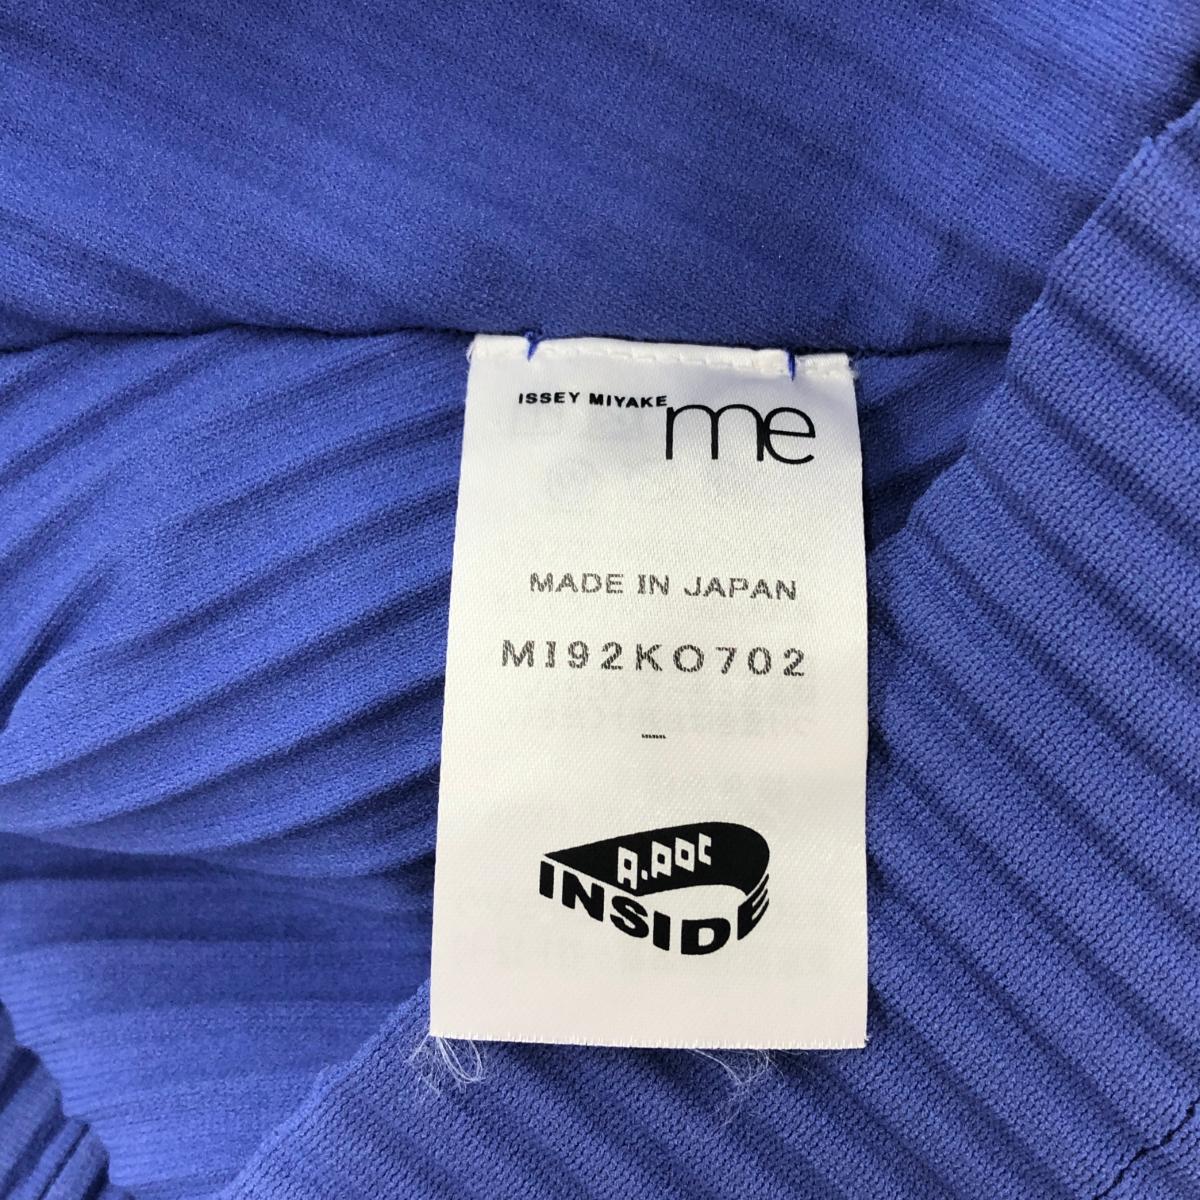 ISSEY MIYAKE me
MADE IN JAPAN
MI92KO702
A.POC
INSIDE